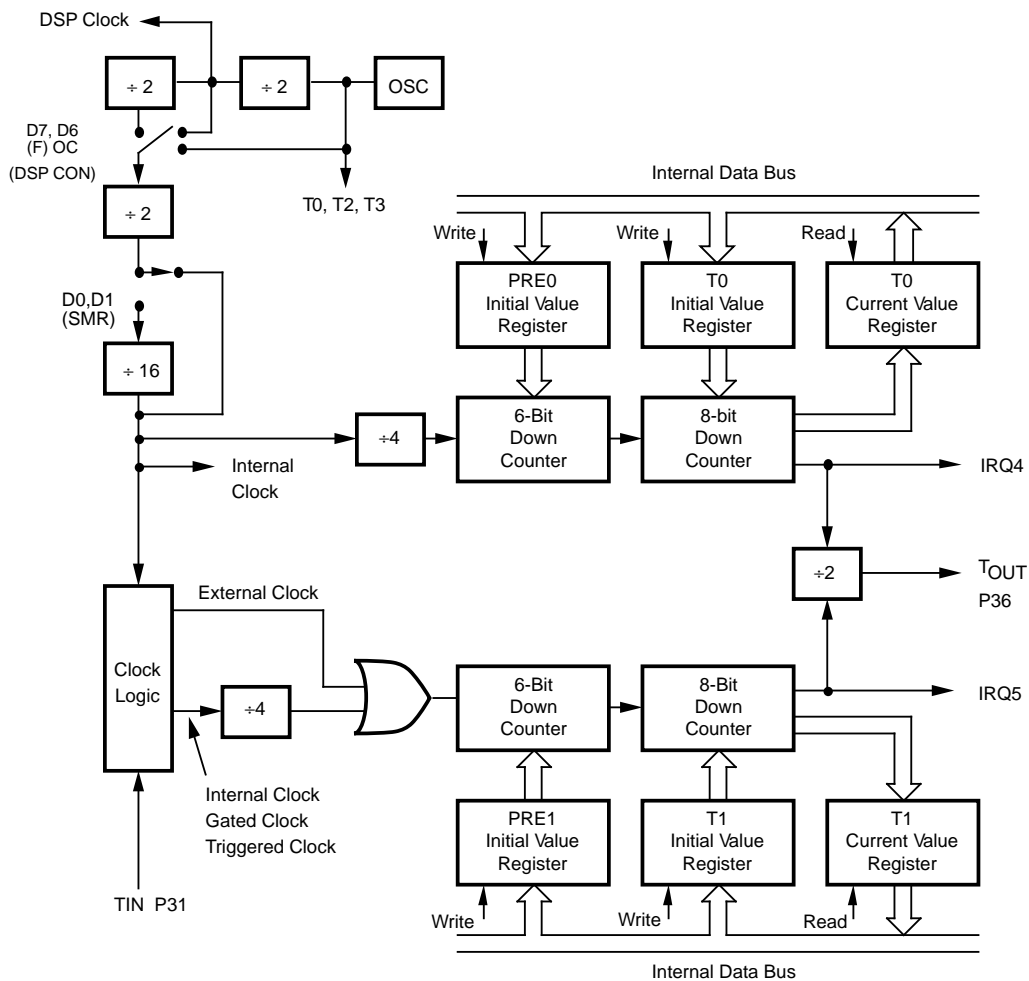 DSP Clock
÷ 2
÷ 2
OSC
D7, D6
(F) OC
(DSP CON)
T0, T2, T3
÷ 2
D0,D1
(SMR)
÷ 16
Internal Data Bus
Write
Write
Read
PRE0
Initial Value
Register
T0
Initial Value
Register
T0
Current Value
Register
÷4
6-Bit
Down
Counter
8-bit
Down
Counter
Internal
Clock
IRQ4
÷2
TOUT
P36
External Clock
Clock
Logic
÷4
6-Bit
Down
Counter
8-Bit
Down
Counter
IRQ5
Internal Clock
Gated Clock
Triggered Clock
PRE1
Initial Value
Register
T1
Initial Value
Register
T1
Current Value
Register
TIN P31
Write
Write
Read
Internal Data Bus